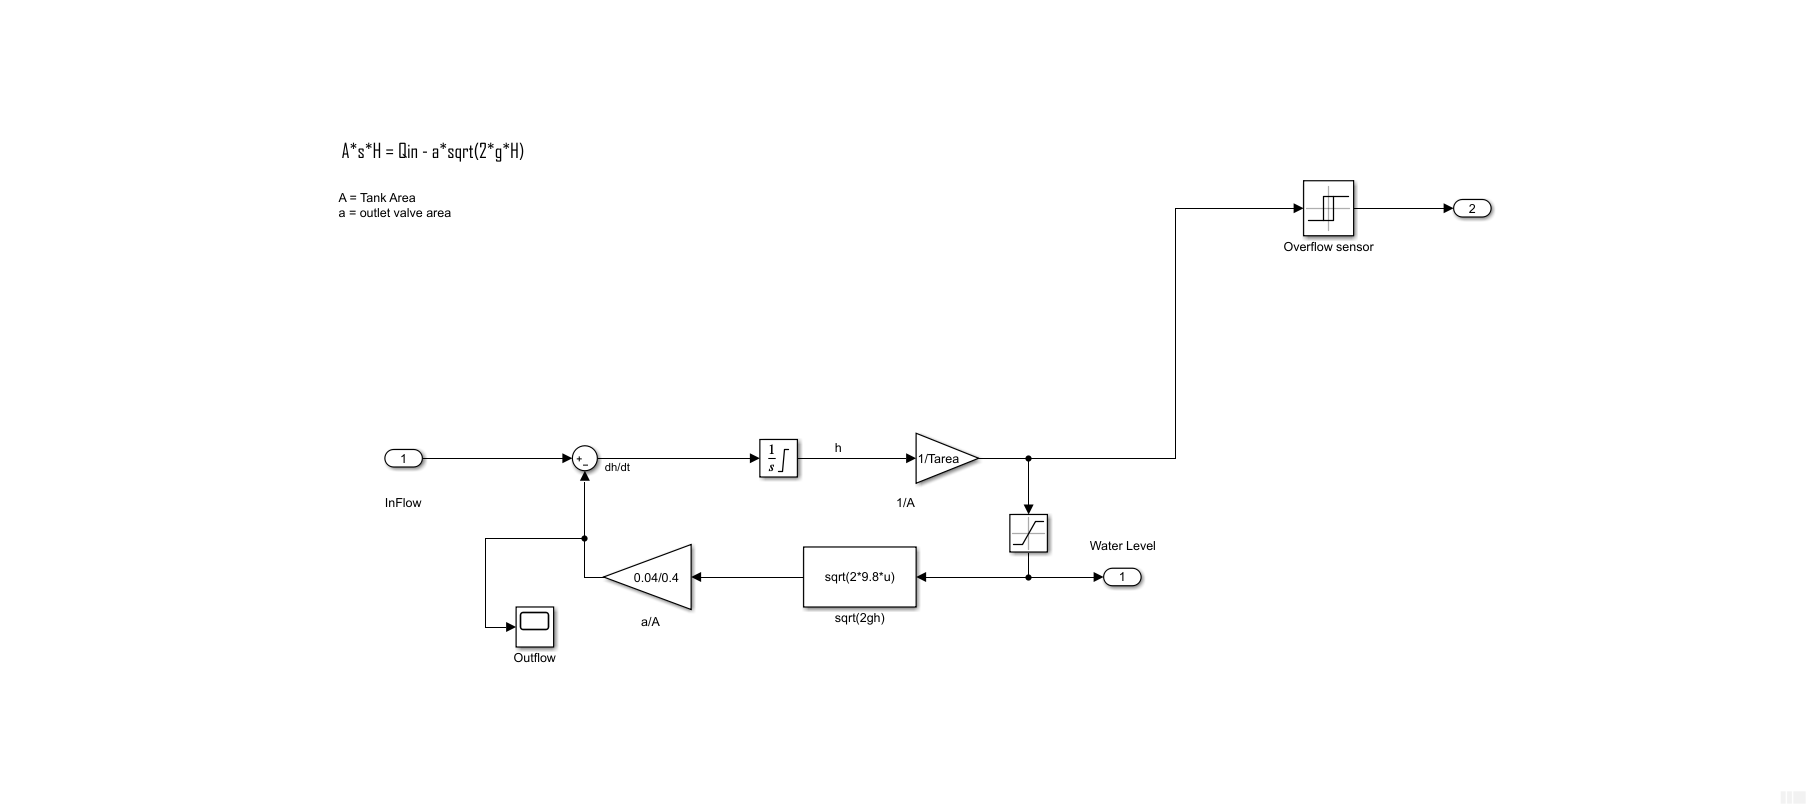 A*s*H = Qin - a*sqrt(2*g*H)
A = Tank Area
a = outlet valve area
2
Overflow sensor
1
InFlow
+
−
dh/dt
1
s
h
1/Tarea
1/A
Water Level
1
sqrt(2*9.8*u)
sqrt(2gh)
0.04/0.4
a/A
Outflow